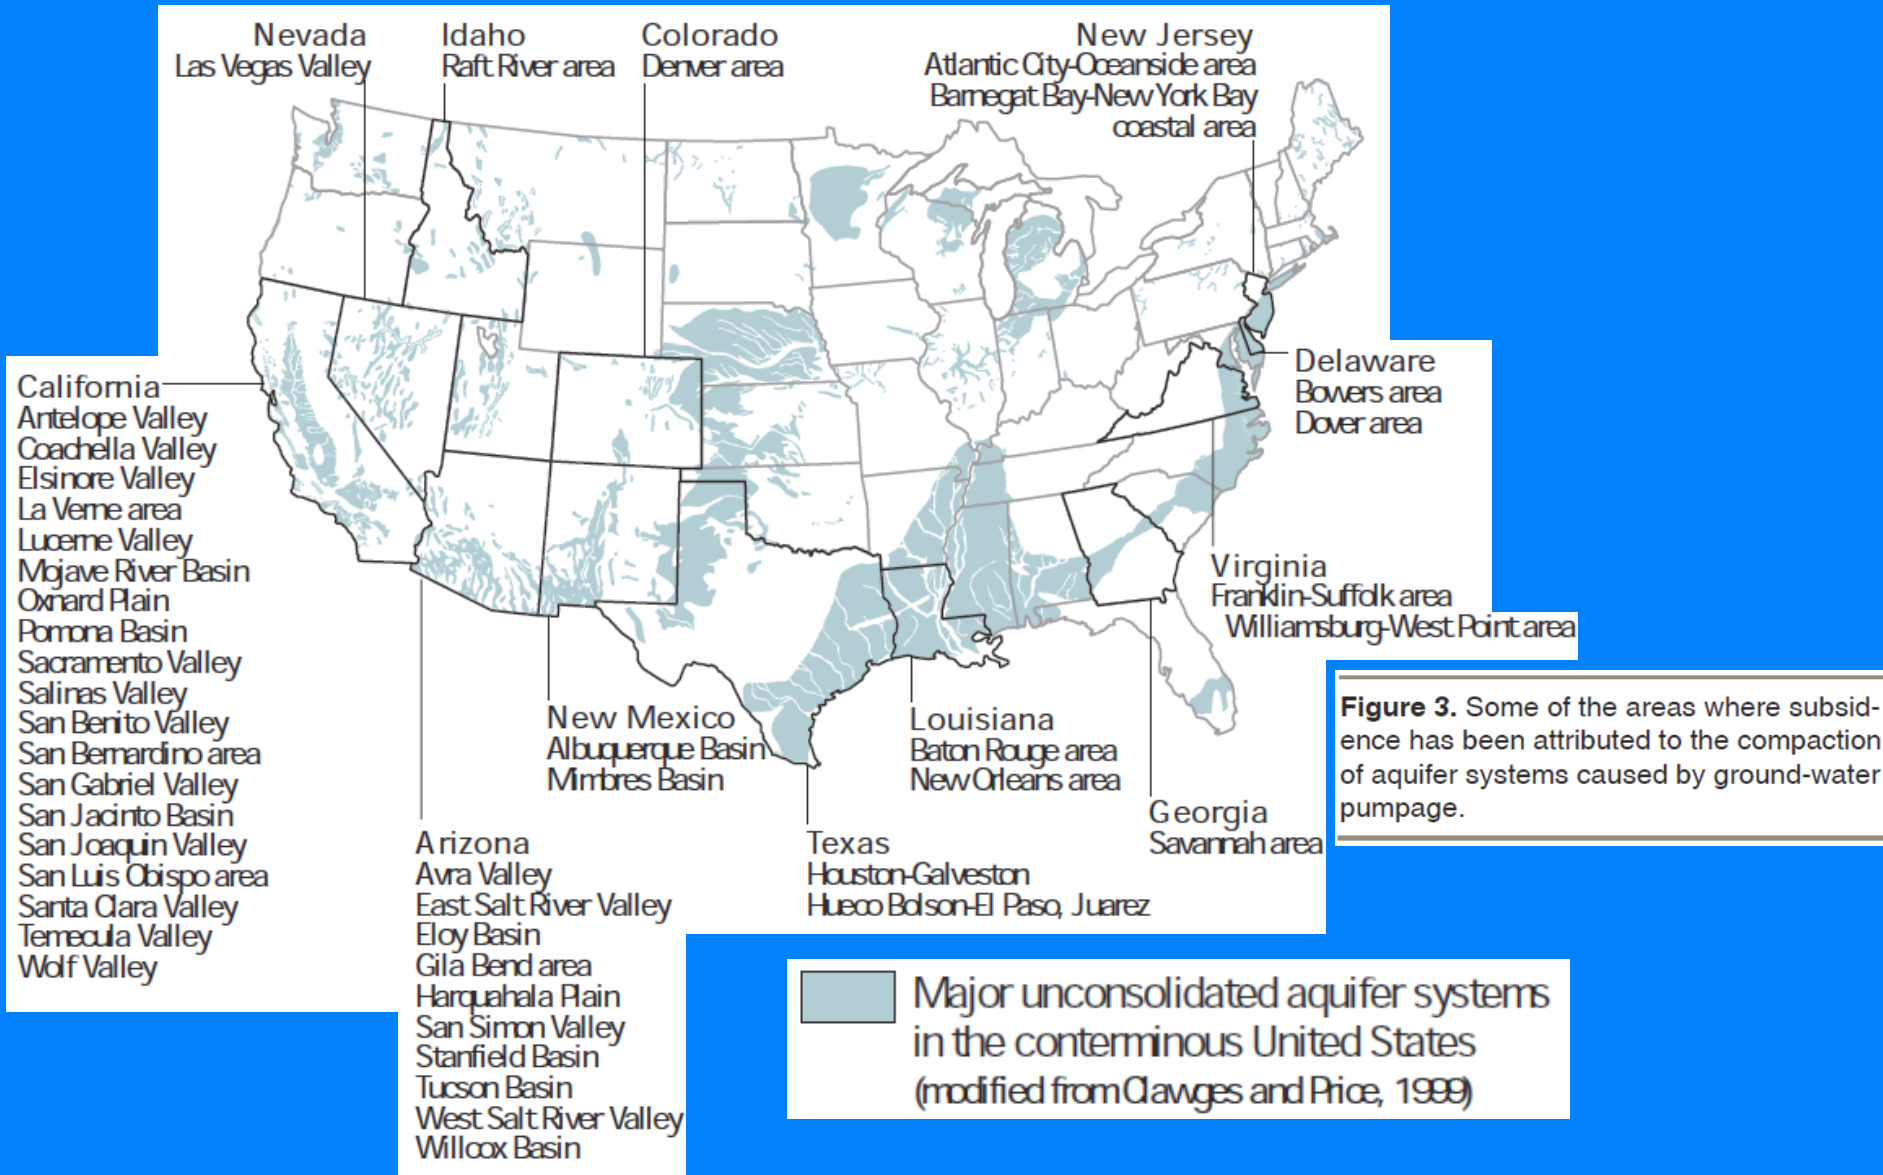 Nevada
Las Vegas Valley
Idaho
Raft River area
Colorado
Denver area
New Jersey
Atlantic City-Oceanside area
Barnegat Bay-New York Bay
coastal area
California
Antelope Valley
Coachella Valley
Elsinore Valley
La Verne area
Lucerne Valley
Mojave River Basin
Oxnard Plain
Pomona Basin
Sacramento Valley
Salinas Valley
San Benito Valley
San Bernardino area
San Gabriel Valley
San Jacinto Basin
San Joaquin Valley
San Luis Obispo area
Santa Clara Valley
Temecula Valley
Wolf Valley
Delaware
Bowers area
Dover area
Virginia
Franklin-Suffolk area
Williamsburg-West Point area
New Mexico
Albuquerque Basin
Mimbres Basin
Louisiana
Baton Rouge area
New Orleans area
Georgia
Savannah area
Arizona
Avra Valley
East Salt River Valley
Eloy Basin
Gila Bend area
Harquahala Plain
San Simon Valley
Stanfield Basin
Tucson Basin
West Salt River Valley
Willcox Basin
Texas
Houston-Galveston
Hueco Bolson-El Paso, Juarez
Figure 3. Some of the areas where subsid-
ence has been attributed to the compaction
of aquifer systems caused by ground-water
pumpage.
Major unconsolidated aquifer systems
in the conterminous United States
(modified from Clawges and Price, 1999)